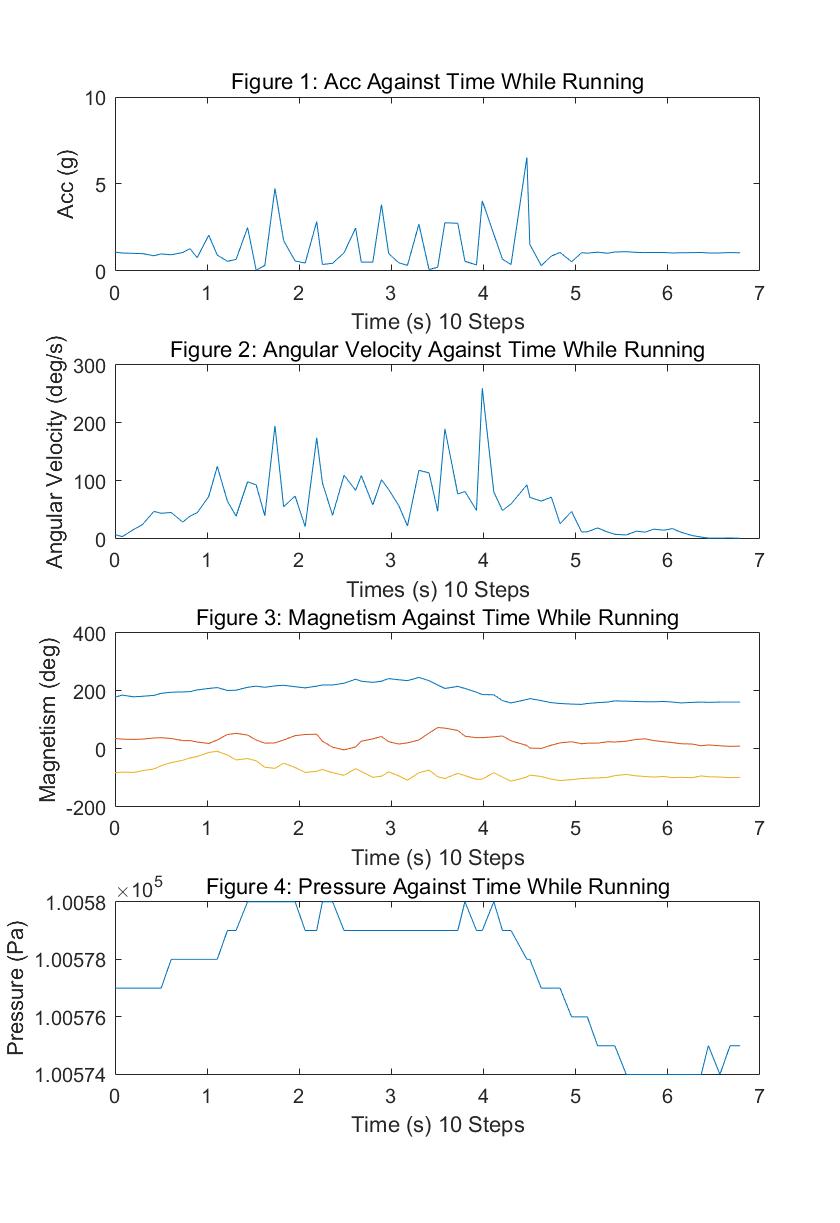 Figure 1: Acc Against Time While Running
10
5
0
Acc (g)
0 1 2 3 4 5 6 7
Time (s) 10 Steps
Figure 2: Angular Velocity Against Time While Running
300
200
100
0
Angular Velocity (deg/s)
0 1 2 3 4 5 6 7
Times (s) 10 Steps
Figure 3: Magnetism Against Time While Running
400
200
0
-200
Magnetism (deg)
0 1 2 3 4 5 6 7
Time (s) 10 Steps
×10⁵ Figure 4: Pressure Against Time While Running
1.0058
1.00578
1.00576
1.00574
Pressure (Pa)
0 1 2 3 4 5 6 7
Time (s) 10 Steps